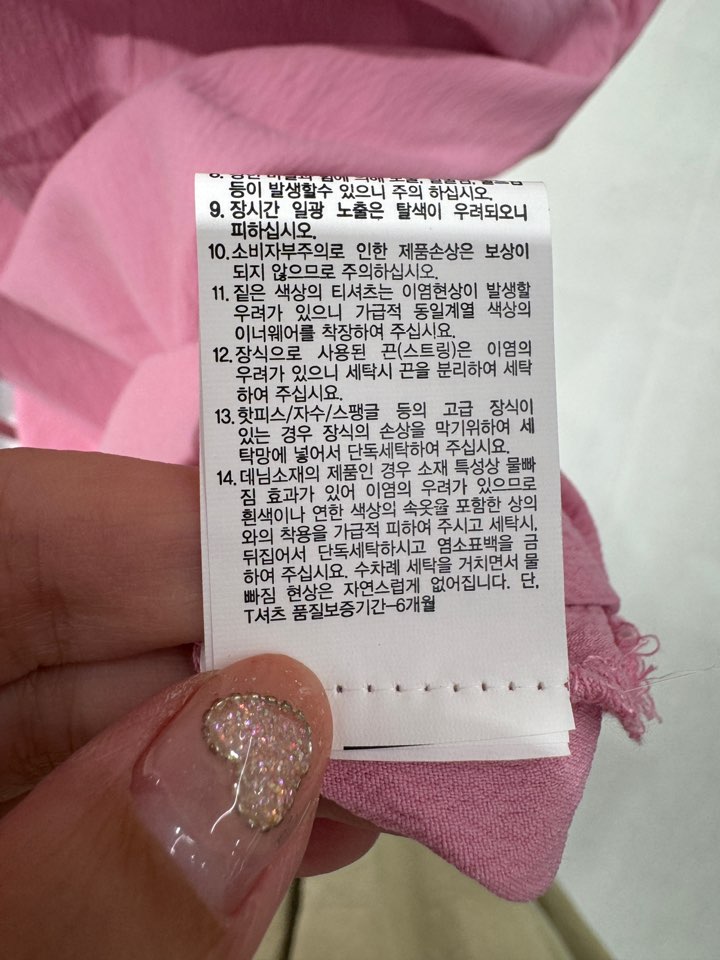 등이 발생할수 있으니 주의 하십시오.
9. 장시간 일광 노출은 탈색이 우려되오니
피하십시오.
10. 소비자부주의로 인한 제품손상은 보상이
되지 않으므로 주의하십시오.
11. 짙은 색상의 티셔츠는 이염현상이 발생할
우려가 있으니 가급적 동일계열 색상의
이너웨어를 착장하여 주십시요.
12. 장식으로 사용된 끈(스트링)은 이염의
우려가 있으니 세탁시 끈을 분리하여 세탁
하여 주십시요.
13. 핫피스/자수/스팽글 등의 고급 장식이
있는 경우 장식의 손상을 막기위하여 세
탁망에 넣어서 단독세탁하여 주십시오.
14. 데님소재의 제품인 경우 소재 특성상 물빠
짐 효과가 있어 이염의 우려가 있으므로
흰색이나 연한 색상의 속옷을 포함한 상의
와의 착용을 가급적 피하여 주시고 세탁시,
뒤집어서 단독세탁하시고 염소표백을 금
하여 주십시요. 수차례 세탁을 거치면서 물
빠짐 현상은 자연스럽게 없어집니다. 단,
T셔츠 품질보증기간-6개월